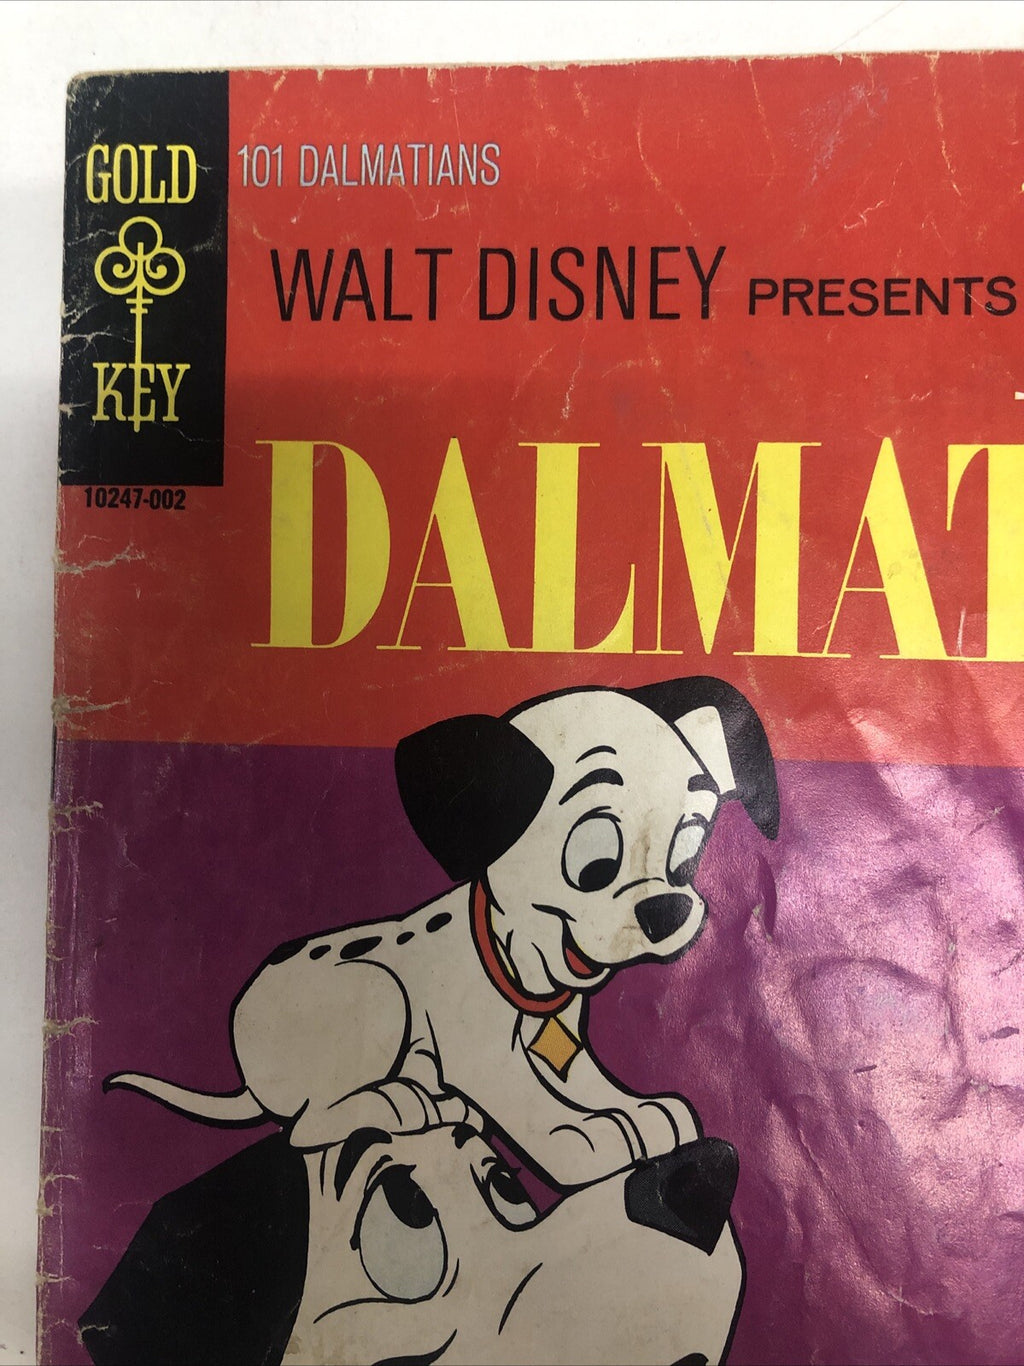 GOLD
KEY
10247-002
101 DALMATIANS
WALT DISNEY PRESENTS
DALMAT